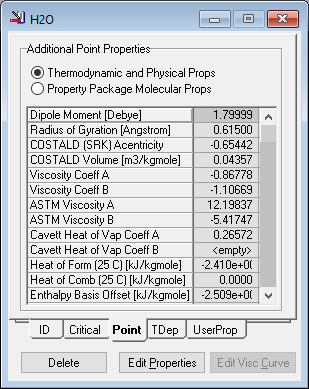 H2O
Additional Point Properties
Thermodynamic and Physical Props
Property Package Molecular Props
Dipole Moment [Debye] 1.79999
Radius of Gyration [Angstrom] 0.61500
COSTALD (SRK) Acentricity -0.65442
COSTALD Volume [m3/kgmole] 0.04357
Viscosity Coeff A -0.86778
Viscosity Coeff B -1.10669
ASTM Viscosity A 12.19837
ASTM Viscosity B -5.41747
Cavett Heat of Vap Coeff A 0.26572
Cavett Heat of Vap Coeff B <empty>
Heat of Form (25 C) [kJ/kgmole] -2.410e+00
Heat of Comb (25 C) [kJ/kgmole] 0.0000
Enthalpy Basis Offset [kJ/kgmole] -2.509e+00
ID Critical Point TDep UserProp
Delete Edit Properties Edit Visc Curve